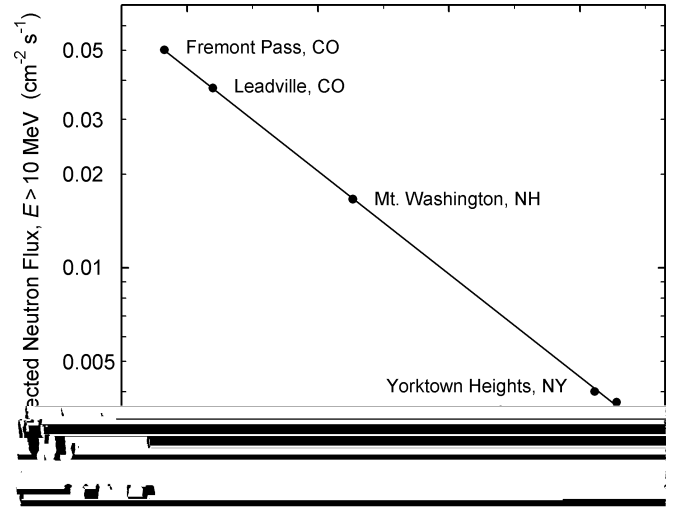 ected Neutron Flux, E > 10 MeV (cm⁻² s⁻¹)
0.05
Fremont Pass, CO
Leadville, CO
0.03
0.02
Mt. Washington, NH
0.01
0.005
Yorktown Heights, NY